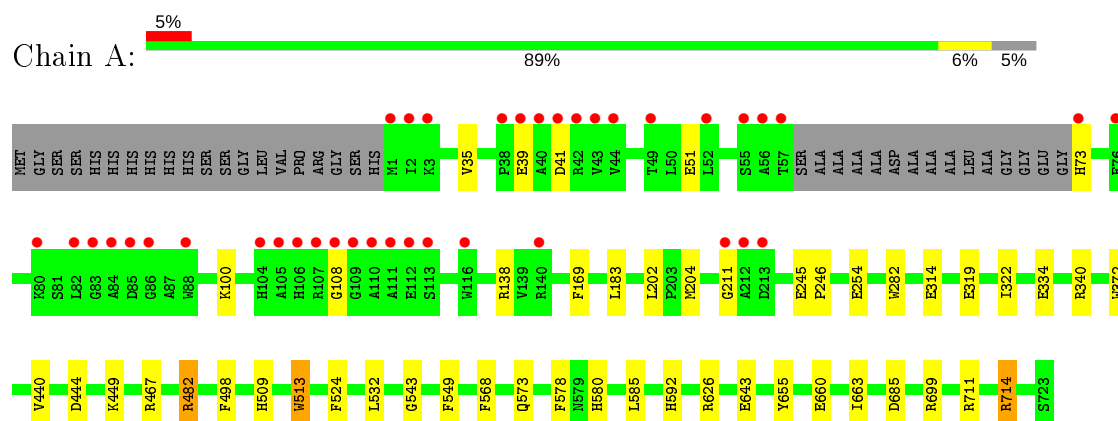 5%
Chain A:
89% 6% 5%
MET GLY SER SER HIS HIS HIS HIS HIS HIS SER SER GLY LEU VAL PRO ARG GLY SER HIS M1 I2 K3 V35 P38 E39 A40 D41 R42 V43 V44 T49 L50 E51 L52 S55 A56 T57 SER ALA ALA ALA ALA ASP ALA ALA ALA ALA LEU ALA GLY GLY GLU GLY H73
K80 S81 L82 G83 A84 D85 G86 A87 W88 K100 H104 A105 H106 R107 G108 G109 A110 A111 E112 S113 W116 R138 V139 R140 F169 L183 L202 P203 M204 G211 A212 D213 E245 P246 E254 W282 E314 E319 I322 E334 R340
V440 D444 K449 R467 R482 F498 H509 W513 F524 L532 G543 F549 F568 Q573 F578 N579 H580 L585 H592 R626 E643 Y655 E660 I663 D685 R699 R711 R714 S723